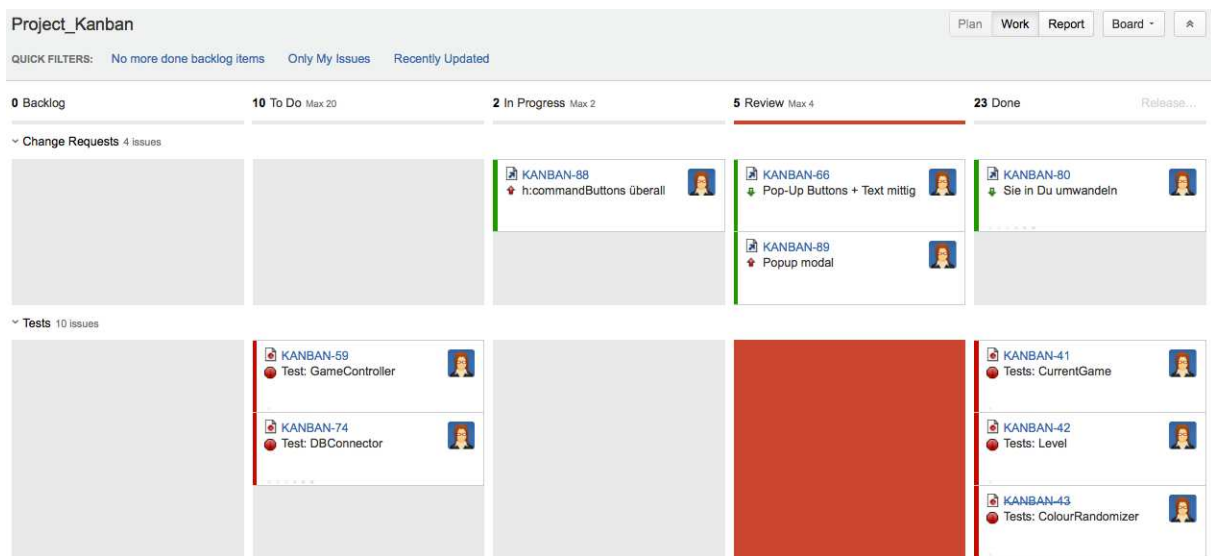 Project_Kanban
Plan Work Report Board
QUICK FILTERS: No more done backlog items Only My Issues Recently Updated
0 Backlog 10 To Do Max 20 2 In Progress Max 2 5 Review Max 4 23 Done Release...
Change Requests 4 issues
KANBAN-88 KANBAN-66 KANBAN-80
h:commandButtons überall Pop-Up Buttons + Text mittig Sie in Du umwandeln
KANBAN-89
Popup modal
Tests 10 issues
KANBAN-59 KANBAN-41
Test: GameController Tests: CurrentGame
KANBAN-74 KANBAN-42
Test: DBConnector Tests: Level
KANBAN-43
Tests: ColourRandomizer